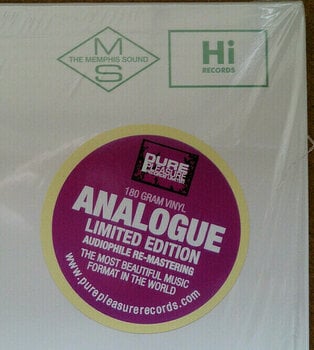 M
THE MEMPHIS SOUND
S
Hi
RECORDS
PURE
PLEASURE
RECORDS
180 GRAM VINYL
ANALOGUE
LIMITED EDITION
AUDIOPHILE RE-MASTERING
THE MOST BEAUTIFUL MUSIC
FORMAT IN THE WORLD
www.purepleasurerecords.com